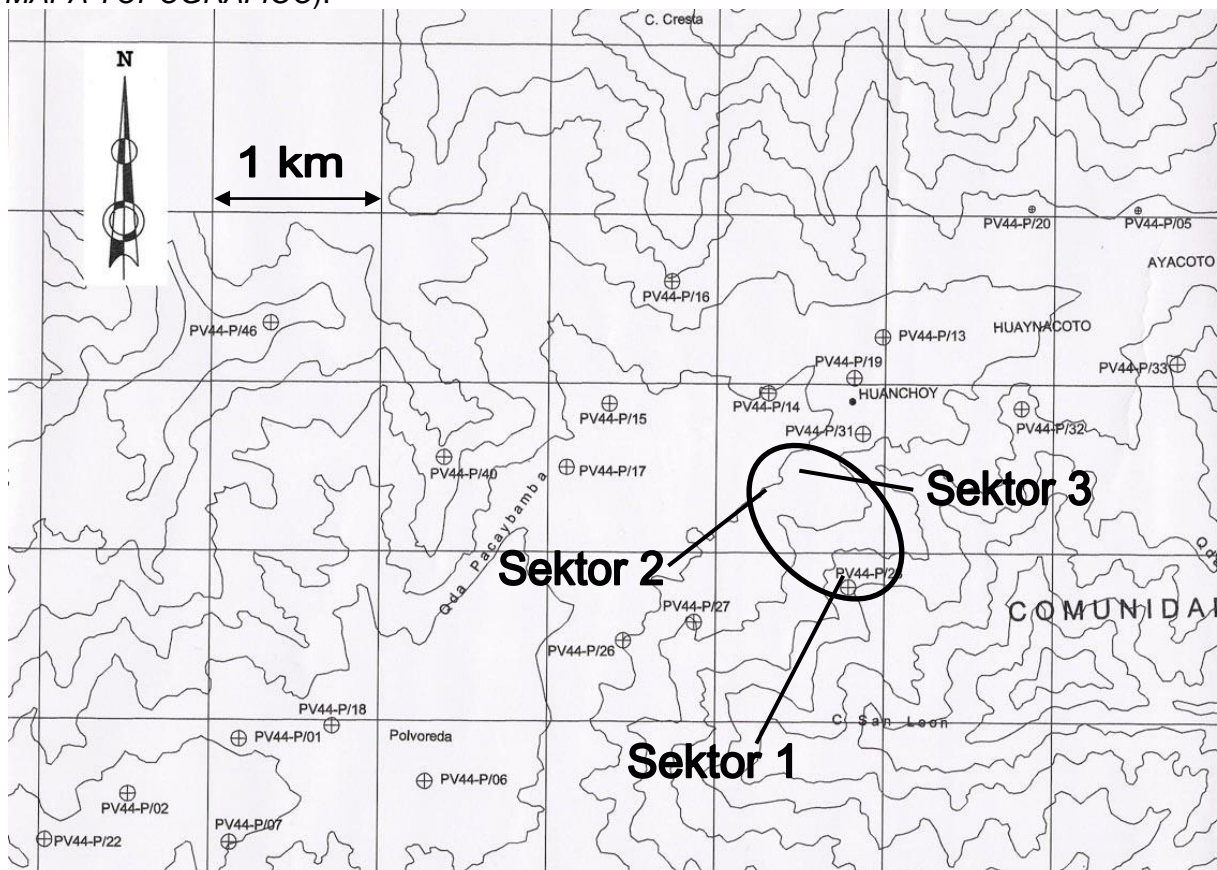 MAPA TOPOGRÁFICO).
C. Cresta
N
1 km
PV44-P/20
PV44-P/05
AYACOTO
PV44-P/16
PV44-P/46
HUAYNACOTO
PV44-P/13
PV44-P/19
PV44-P/33
HUANCHOY
PV44-P/14
PV44-P/15
PV44-P/31
PV44-P/32
PV44-P/40
PV44-P/17
Sektor 3
Qda Pacaybamba
Sektor 2
PV44-P/27
COMUNIDAD
PV44-P/26
PV44-P/18
C. San Leon
PV44-P/01
Polvoreda
Sektor 1
PV44-P/06
PV44-P/02
PV44-P/07
PV44-P/22